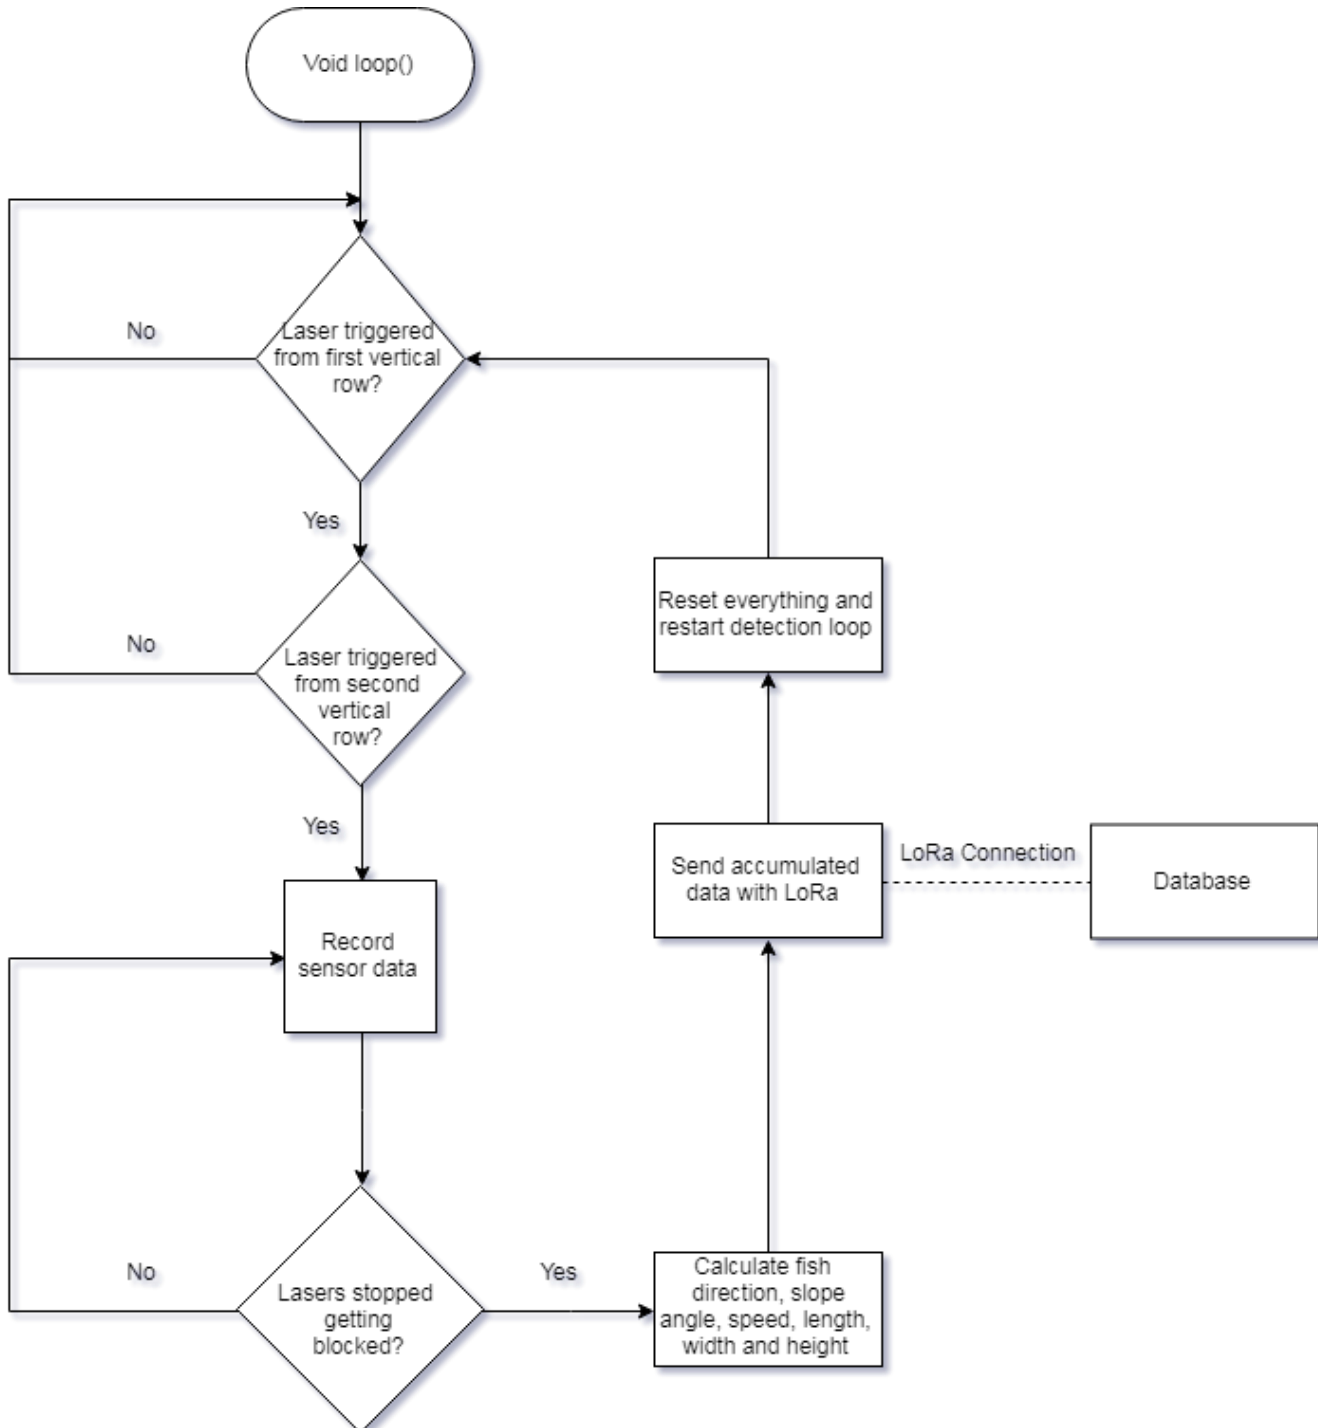 Void loop()
No
Laser triggered
from first vertical
row?
Yes
No
Laser triggered
from second
vertical
row?
Yes
Record
sensor data
No
Lasers stopped
getting
blocked?
Yes
Calculate fish
direction, slope
angle, speed, length,
width and height
Send accumulated
data with LoRa
LoRa Connection
Database
Reset everything and
restart detection loop